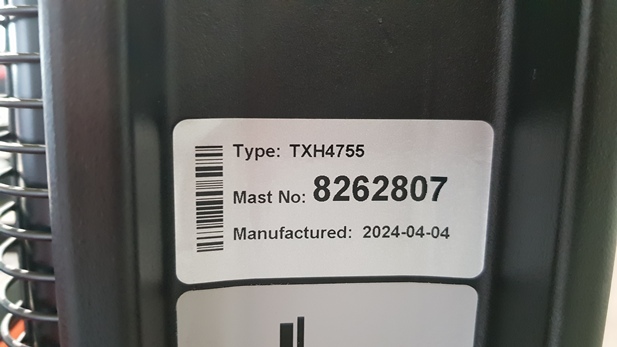 Type: TXH4755
Mast No: 8262807
Manufactured: 2024-04-04